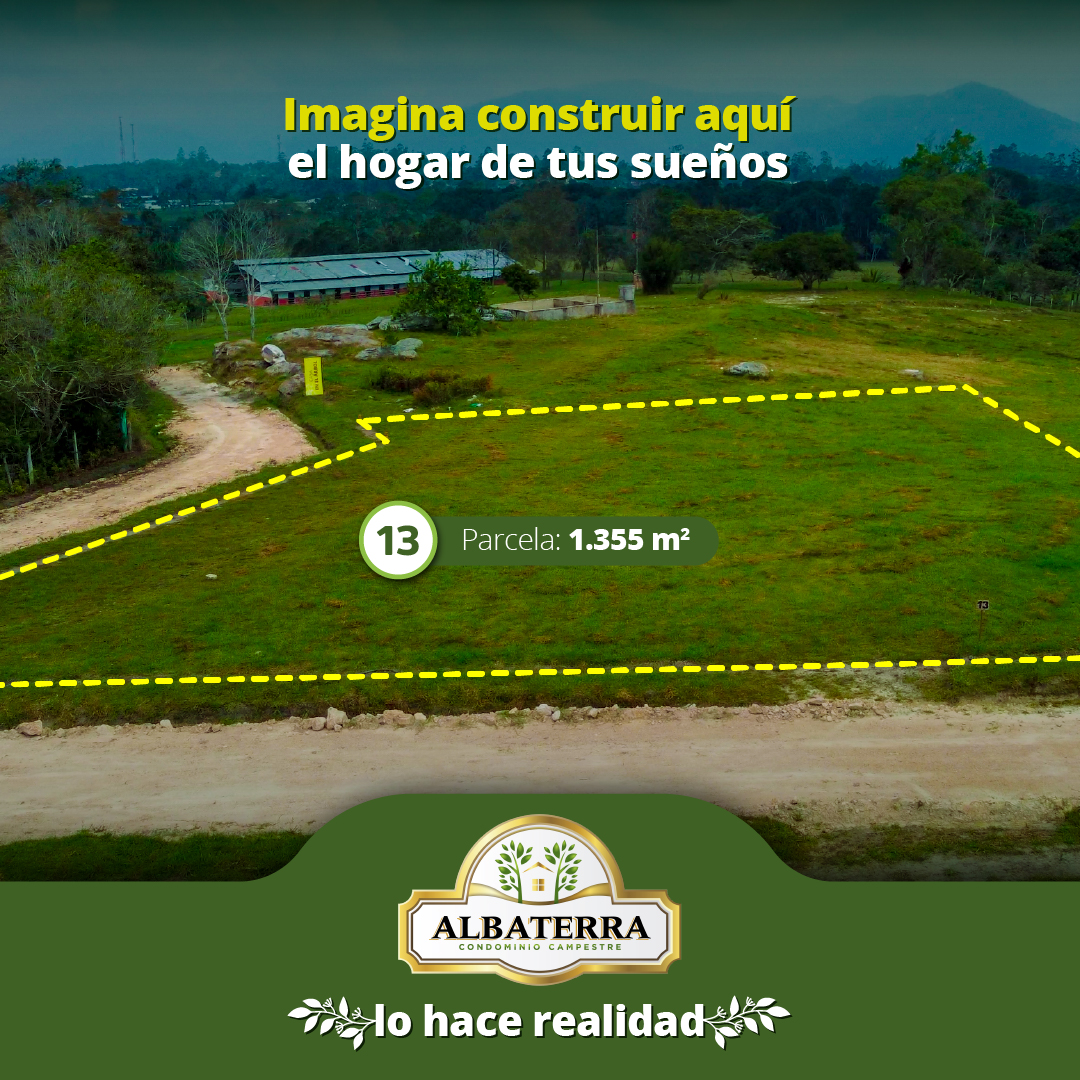 Imagina construir aquí
el hogar de tus sueños
13 Parcela: 1.355 m²
13
ALBATERRA
CONDOMINIO CAMPESTRE
lo hace realidad